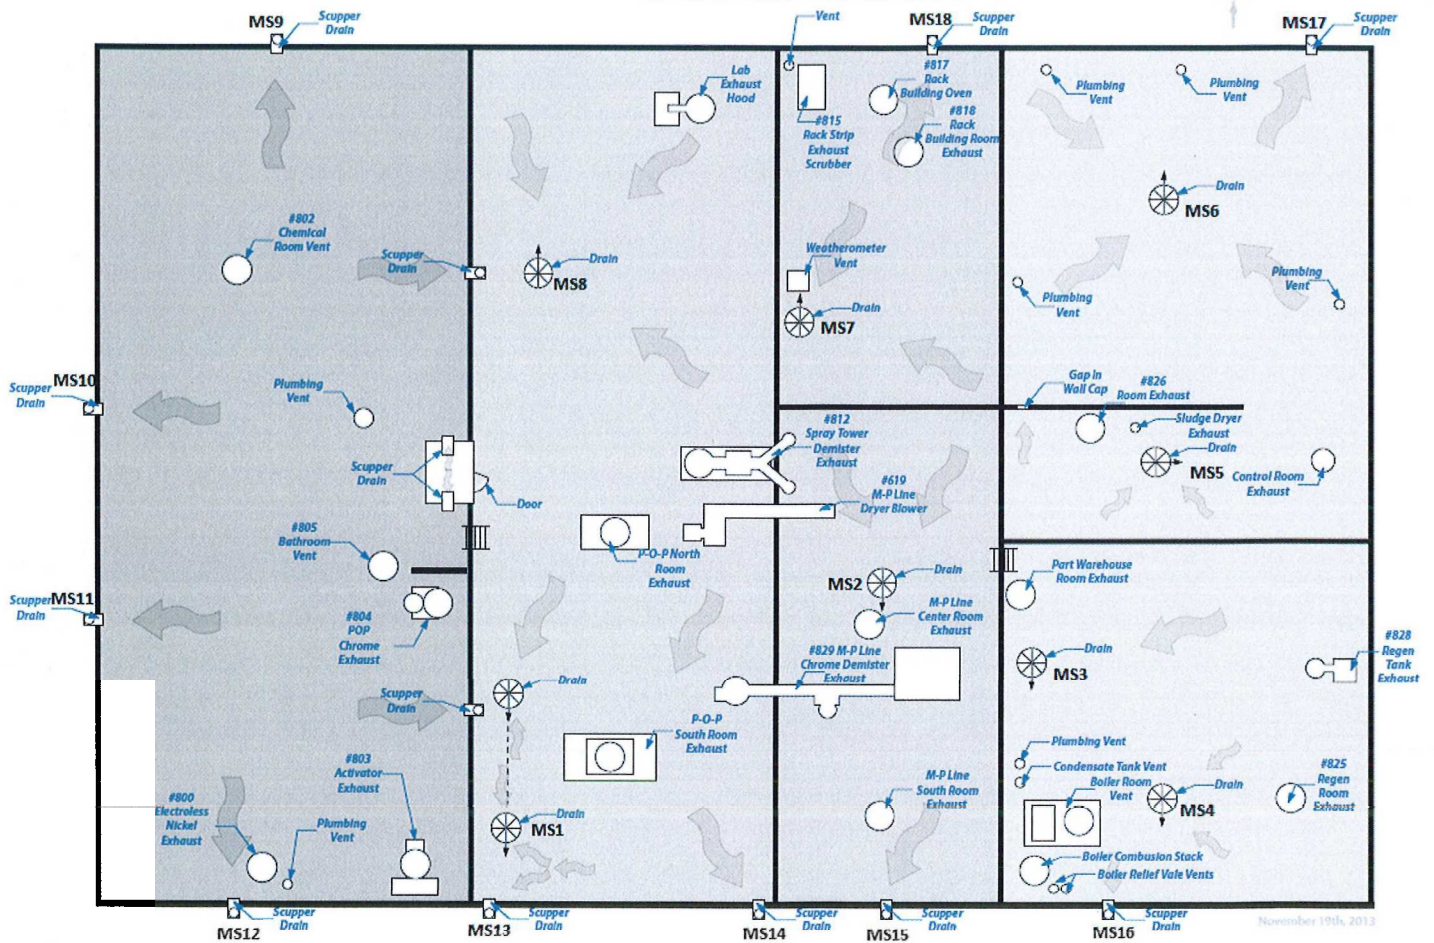 MS9
Scupper
Drain
Vent
MS18
Scupper
Drain
MS17
Scupper
Drain
Lab
Exhaust
Hood
#817
Rack
Building Oven
#818
Rack
Building Room
Exhaust
#815
Rack Strip
Exhaust
Scrubber
Plumbing
Vent
Plumbing
Vent
Drain
MS6
#802
Chemical
Room Vent
Scupper
Drain
Drain
MS8
Weatherometer
Vent
Drain
MS7
Plumbing
Vent
Plumbing
Vent
MS10
Scupper
Drain
Plumbing
Vent
Gap In
Wall Cap
#826
Room Exhaust
Sludge Dryer
Exhaust
Drain
MS5
Control Room
Exhaust
#812
Spray Tower
Demister
Exhaust
Scupper
Drain
Door
#619
M-P Line
Dryer Blower
#805
Bathroom
Vent
P-O-P North
Room
Exhaust
MS2
Drain
M-P Line
Center Room
Exhaust
Part Warehouse
Room Exhaust
MS11
Scupper
Drain
#804
POP
Chrome
Exhaust
#829 M-P Line
Chrome Demister
Exhaust
Drain
MS3
#828
Regen
Tank
Exhaust
Scupper
Drain
Drain
P-O-P
South Room
Exhaust
Plumbing Vent
Condensate Tank Vent
Boiler Room
Vent
Drain
MS4
#825
Regen
Room
Exhaust
#803
Activator
Exhaust
#800
Electroless
Nickel
Exhaust
Plumbing
Vent
Drain
MS1
M-P Line
South Room
Exhaust
Boiler Combusion Stack
Boiler Relief Vale Vents
MS12
Scupper
Drain
MS13
Scupper
Drain
MS14
Scupper
Drain
MS15
Scupper
Drain
MS16
Scupper
Drain
November 19th, 2013